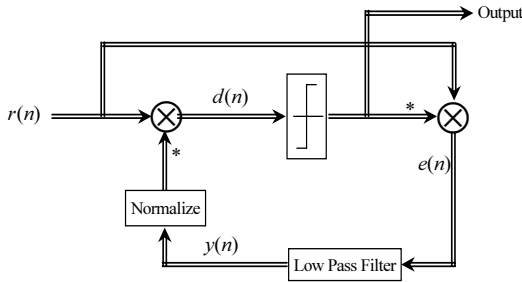 Output
r(n)
d(n)
*
*
e(n)
Normalize
y(n)
Low Pass Filter